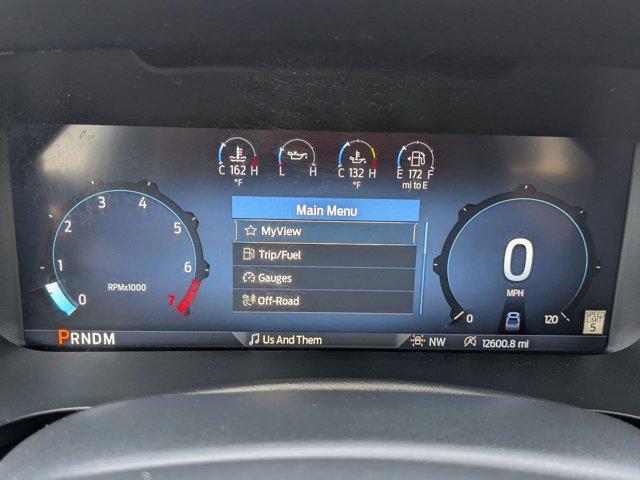 C 162 H
°F
L H
C 132 H
°F
E 172 F
mi to E
Main Menu
MyView
Trip/Fuel
Gauges
Off-Road
0 1 2 3 4 5 6 7
RPMx1000
0
MPH
0 120
SPEED
LIMIT
5
PRNDM
Us And Them
NW
12600.8 mi